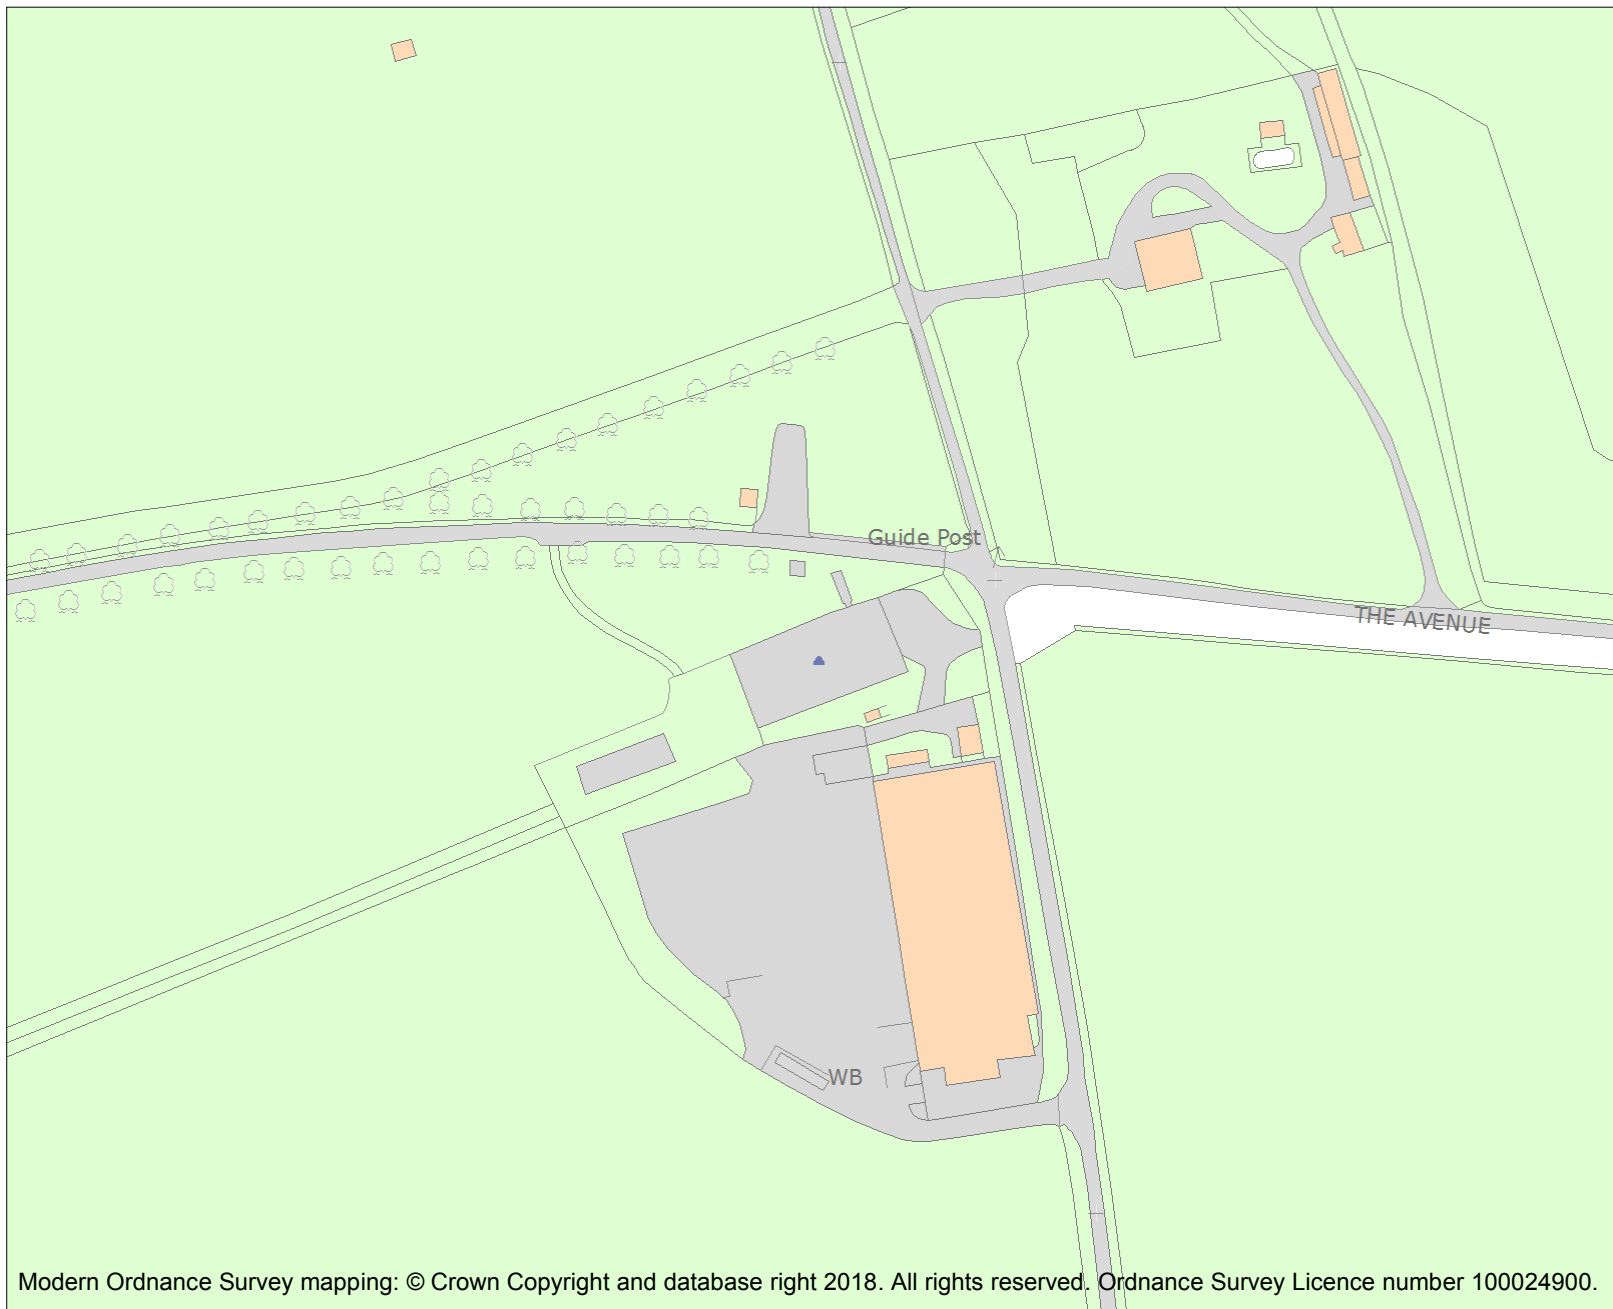 Guide Post
THE AVENUE
WB
Modern Ordnance Survey mapping: © Crown Copyright and database right 2018. All rights reserved. Ordnance Survey Licence number 100024900.